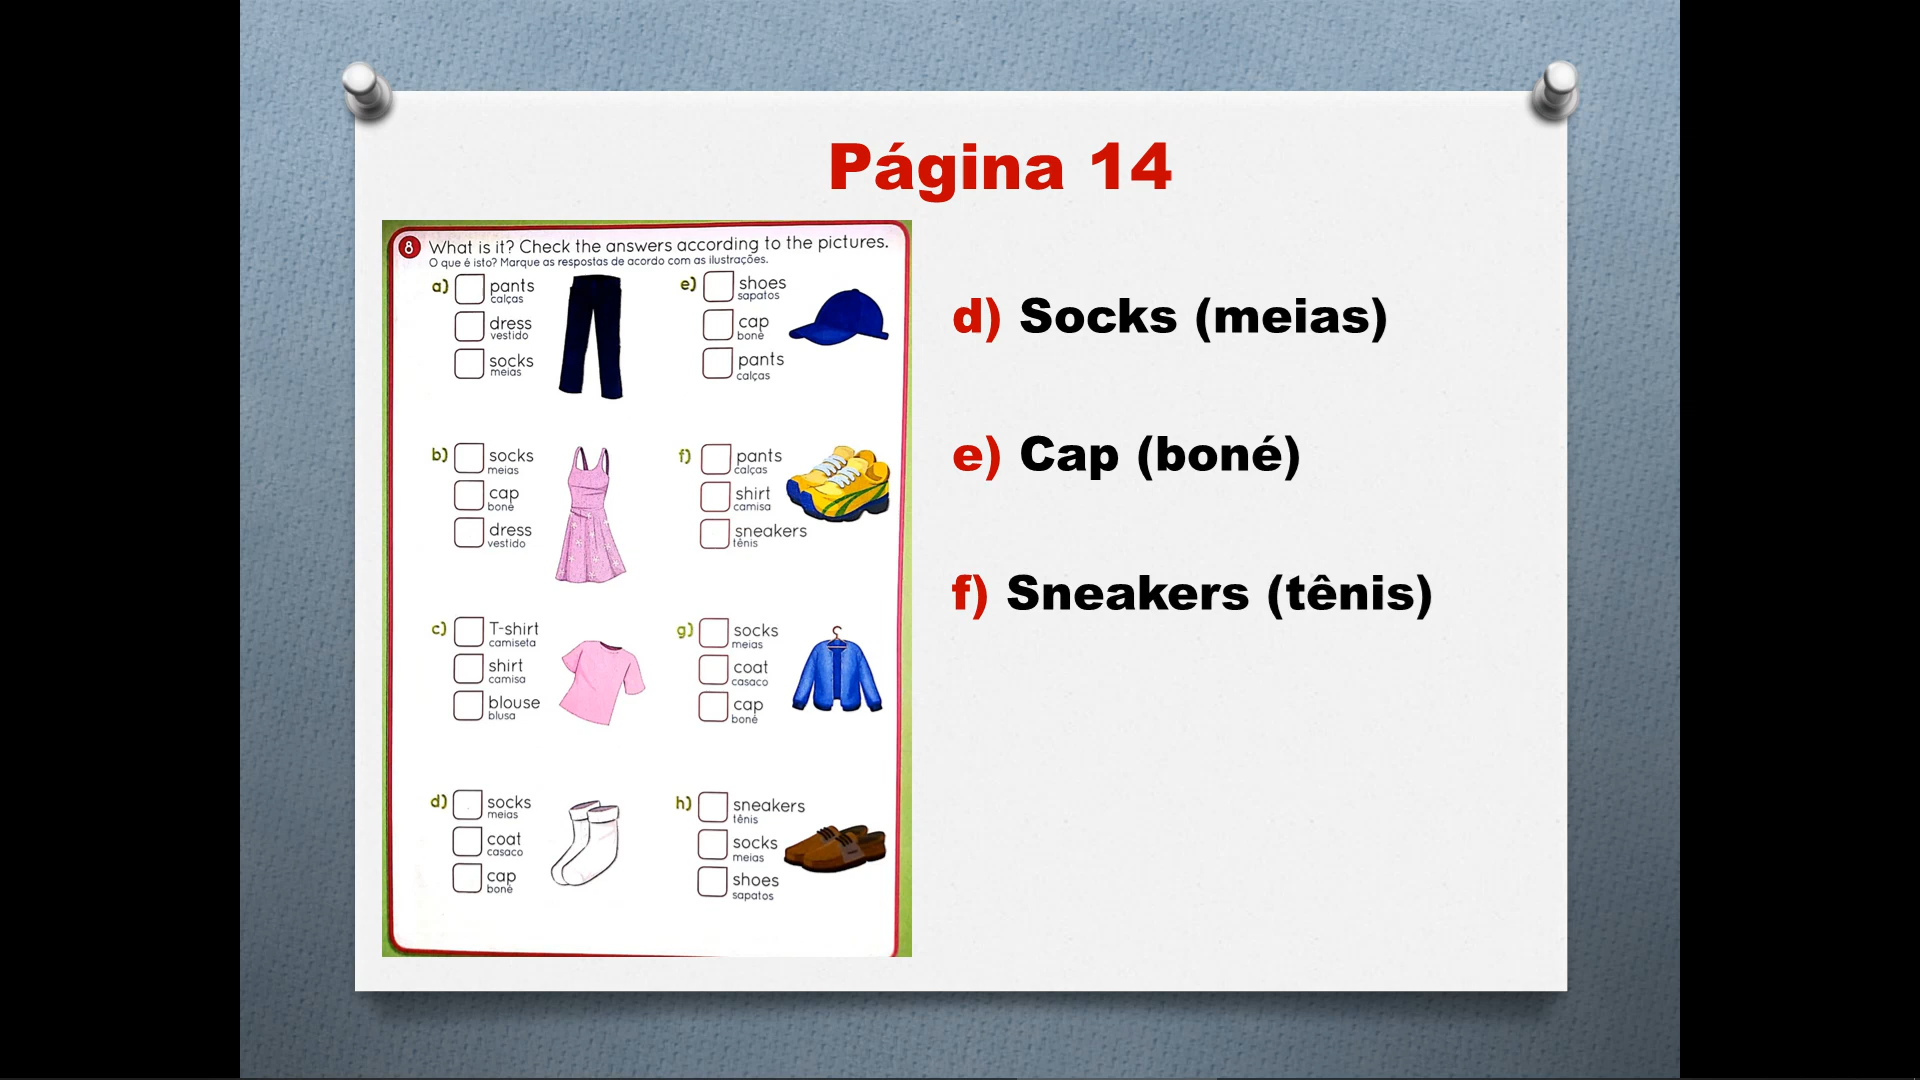 Página 14
8 What is it? Check the answers according to the pictures.
O que é isto? Marque as respostas de acordo com as ilustrações.
a) pants
calças
dress
vestido
socks
meias
b) socks
meias
cap
boné
dress
vestido
c) T-shirt
camiseta
shirt
camisa
blouse
blusa
d) socks
meias
coat
casaco
cap
boné
e) shoes
sapatos
cap
boné
pants
calças
f) pants
calças
shirt
camisa
sneakers
tênis
g) socks
meias
coat
casaco
cap
boné
h) sneakers
tênis
socks
meias
shoes
sapatos
d) Socks (meias)
e) Cap (boné)
f) Sneakers (tênis)